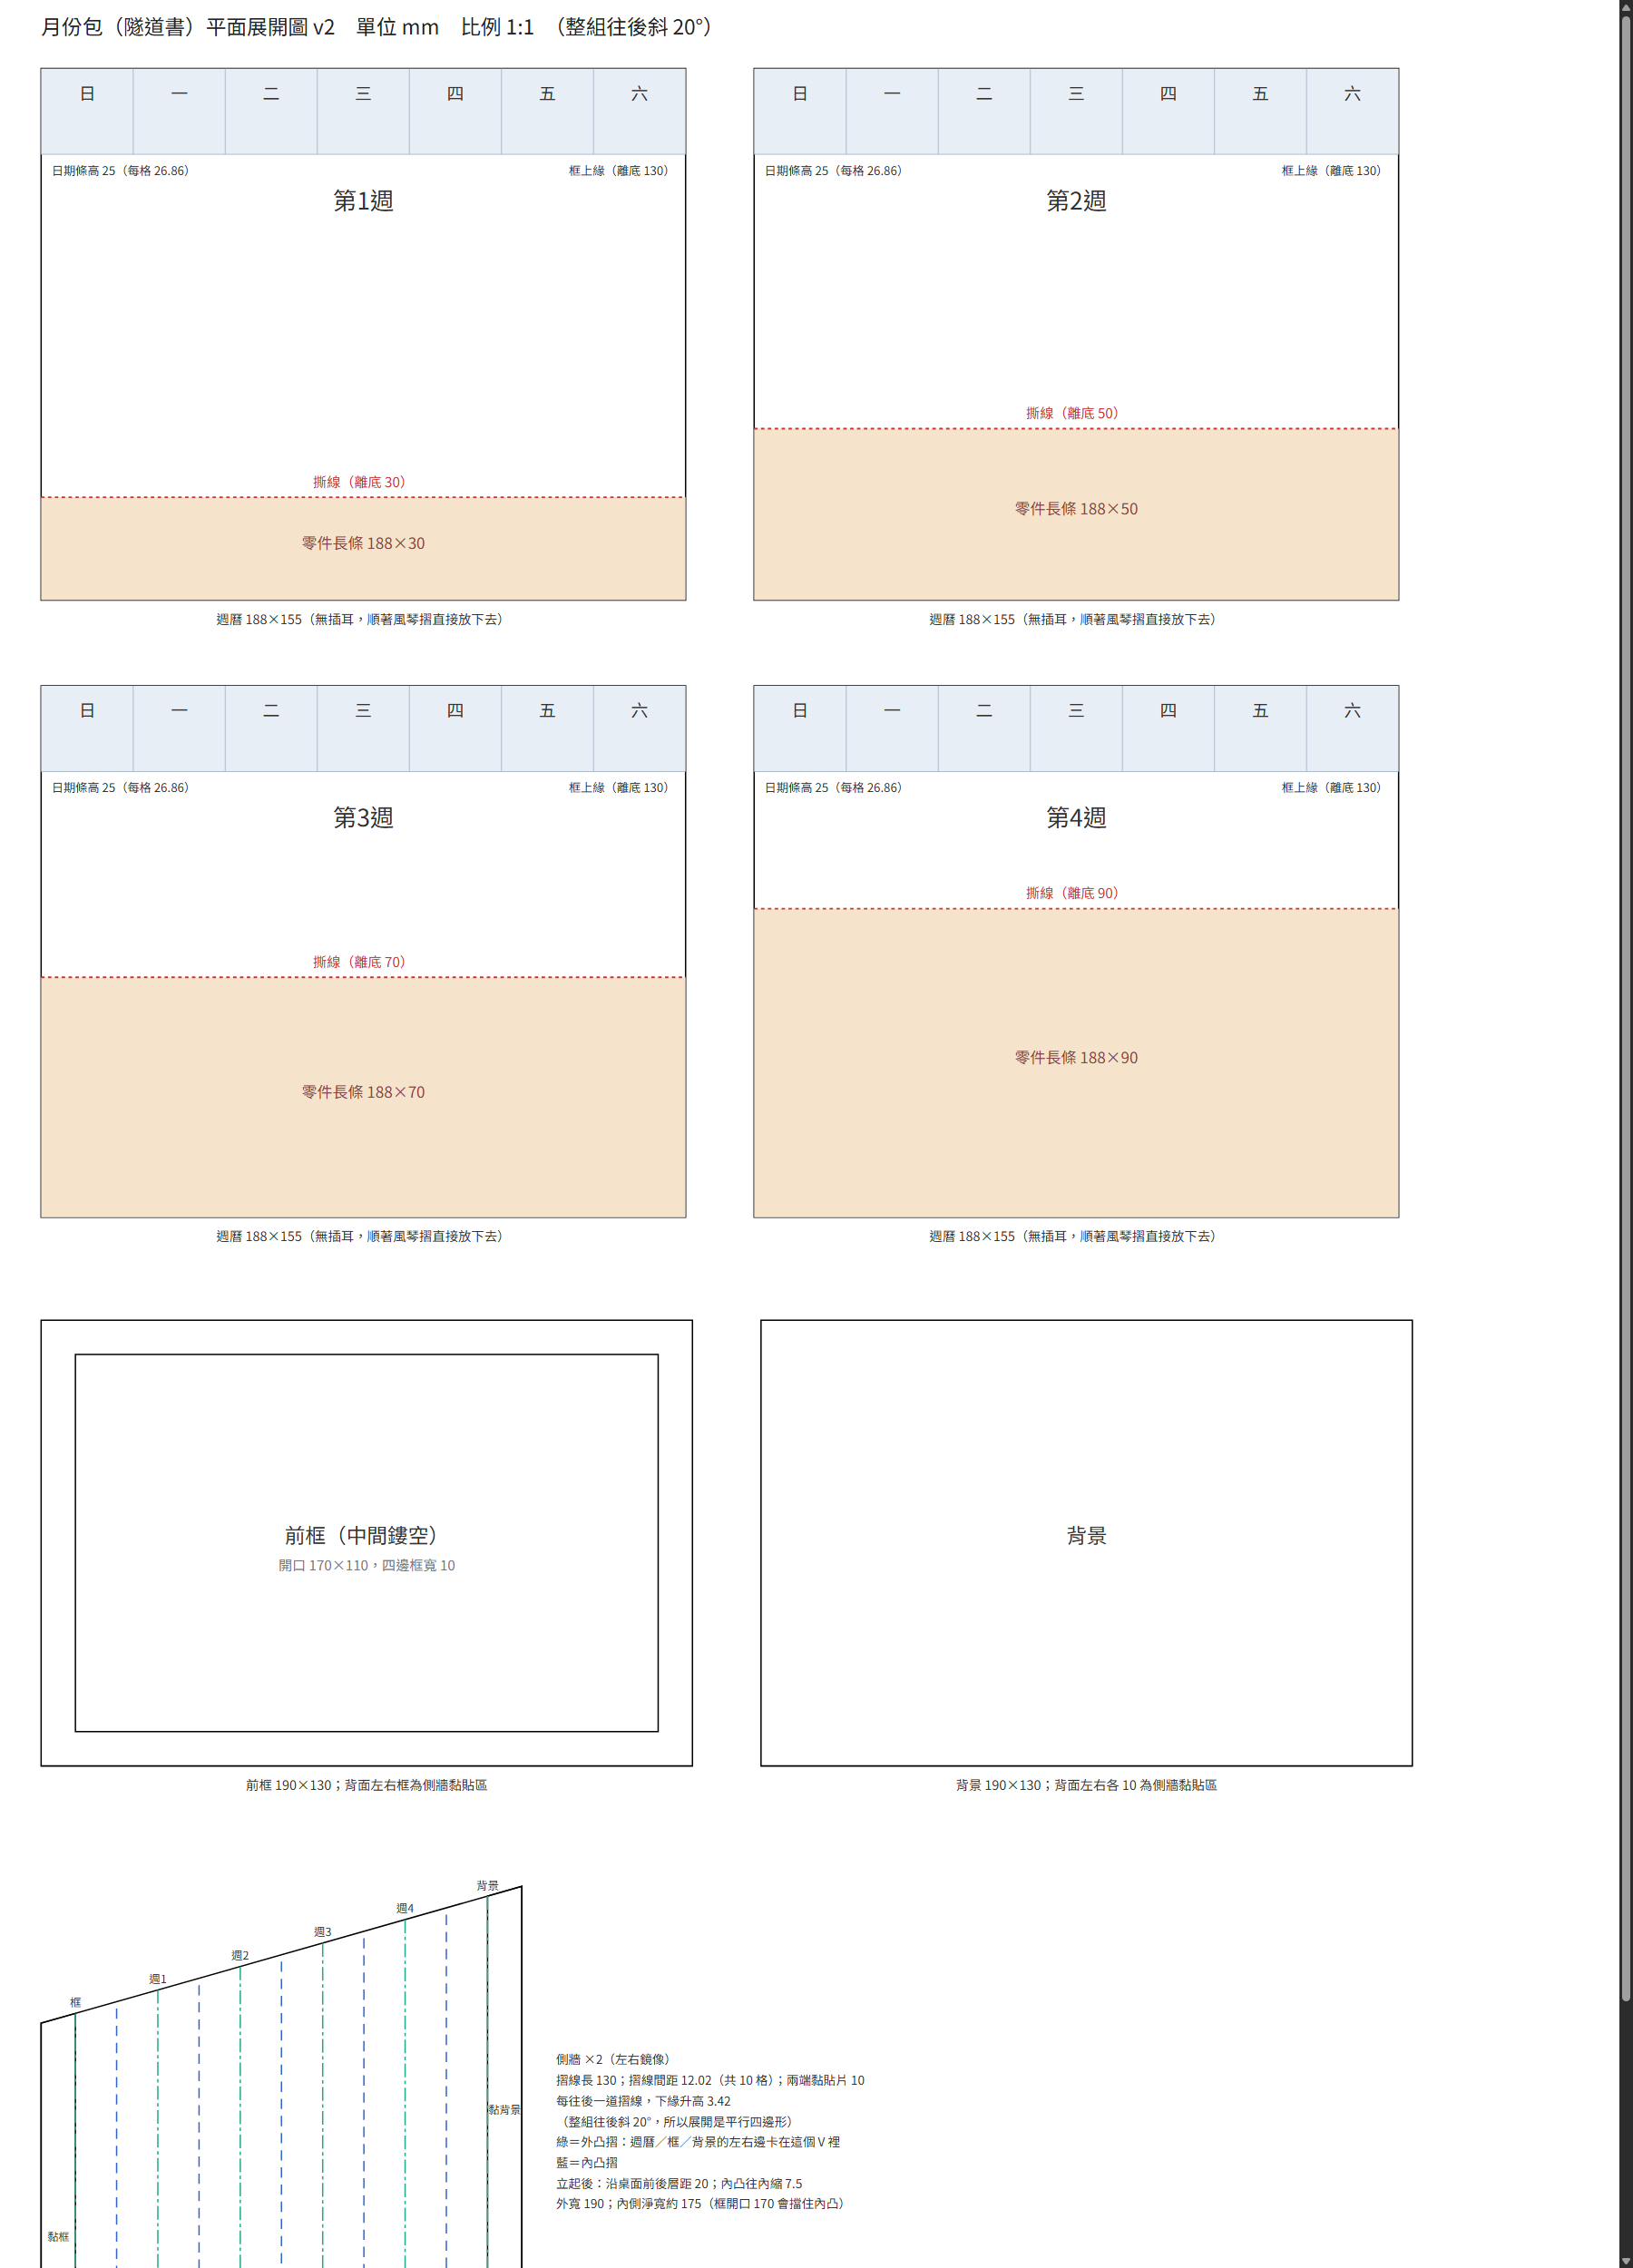 月份包（隧道書）平面展開圖 v2　單位 mm　比例 1:1　（整組往後斜 20°）
日 一 二 三 四 五 六
日期條高 25（每格 26.86） 框上緣（離底 130）
第1週
撕線（離底 30）
零件長條 188×30
週曆 188×155（無插耳，順著風琴摺直接放下去）
日 一 二 三 四 五 六
日期條高 25（每格 26.86） 框上緣（離底 130）
第2週
撕線（離底 50）
零件長條 188×50
週曆 188×155（無插耳，順著風琴摺直接放下去）
日 一 二 三 四 五 六
日期條高 25（每格 26.86） 框上緣（離底 130）
第3週
撕線（離底 70）
零件長條 188×70
週曆 188×155（無插耳，順著風琴摺直接放下去）
日 一 二 三 四 五 六
日期條高 25（每格 26.86） 框上緣（離底 130）
第4週
撕線（離底 90）
零件長條 188×90
週曆 188×155（無插耳，順著風琴摺直接放下去）
前框（中間鏤空）
開口 170×110，四邊框寬 10
前框 190×130；背面左右框為側牆黏貼區
背景
背景 190×130；背面左右各 10 為側牆黏貼區
背景
週4
週3
週2
週1
框
黏背景
黏框
側牆 ×2（左右鏡像）
摺線長 130；摺線間距 12.02（共 10 格）；兩端黏貼片 10
每往後一道摺線，下緣升高 3.42
（整組往後斜 20°，所以展開是平行四邊形）
綠＝外凸摺：週曆／框／背景的左右邊卡在這個 V 裡
藍＝內凸摺
立起後：沿桌面前後層距 20；內凸往內縮 7.5
外寬 190；內側淨寬約 175（框開口 170 會擋住內凸）